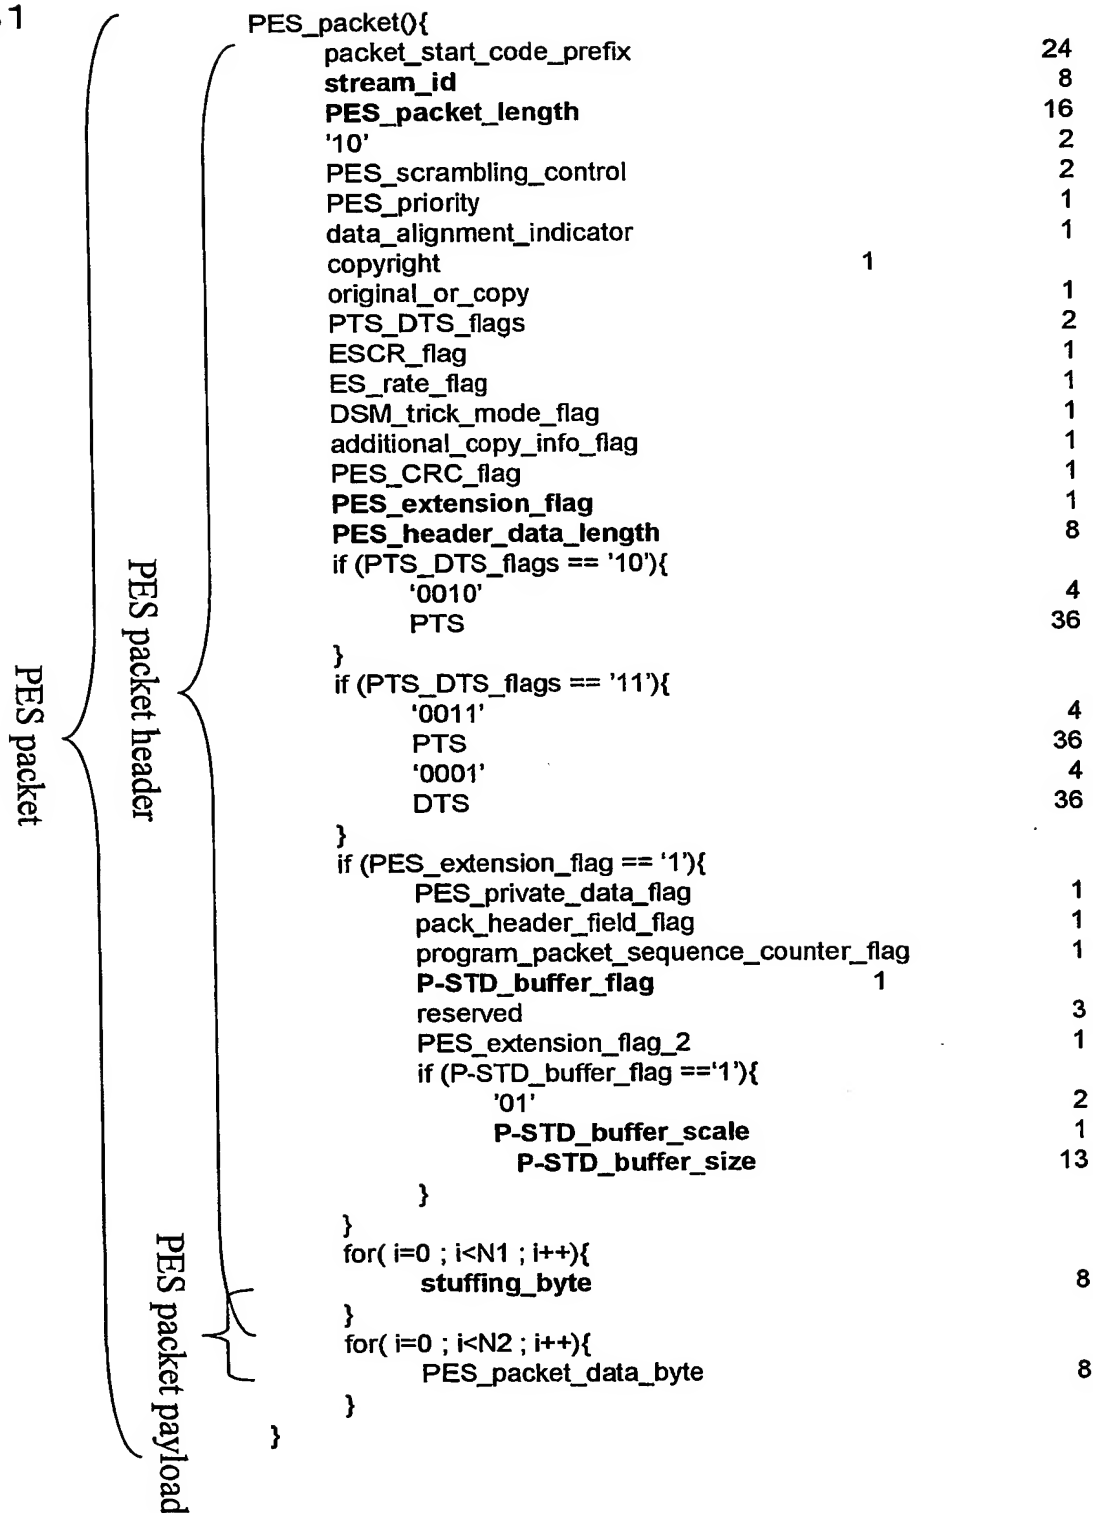 1
PES_packet(){
packet_start_code_prefix 24
stream_id 8
PES_packet_length 16
'10' 2
PES_scrambling_control 2
PES_priority 1
data_alignment_indicator 1
copyright 1
original_or_copy 1
PTS_DTS_flags 2
ESCR_flag 1
ES_rate_flag 1
DSM_trick_mode_flag 1
additional_copy_info_flag 1
PES_CRC_flag 1
PES_extension_flag 1
PES_header_data_length 8
if (PTS_DTS_flags == '10'){
'0010' 4
PTS 36
}
if (PTS_DTS_flags == '11'){
'0011' 4
PTS 36
'0001' 4
DTS 36
}
if (PES_extension_flag == '1'){
PES_private_data_flag 1
pack_header_field_flag 1
program_packet_sequence_counter_flag 1
P-STD_buffer_flag 1
reserved 3
PES_extension_flag_2 1
if (P-STD_buffer_flag =='1'){
'01' 2
P-STD_buffer_scale 1
P-STD_buffer_size 13
}
}
for( i=0 ; i<N1 ; i++){
stuffing_byte 8
}
for( i=0 ; i<N2 ; i++){
PES_packet_data_byte 8
}
}
PES packet header
PES packet
PES packet payload